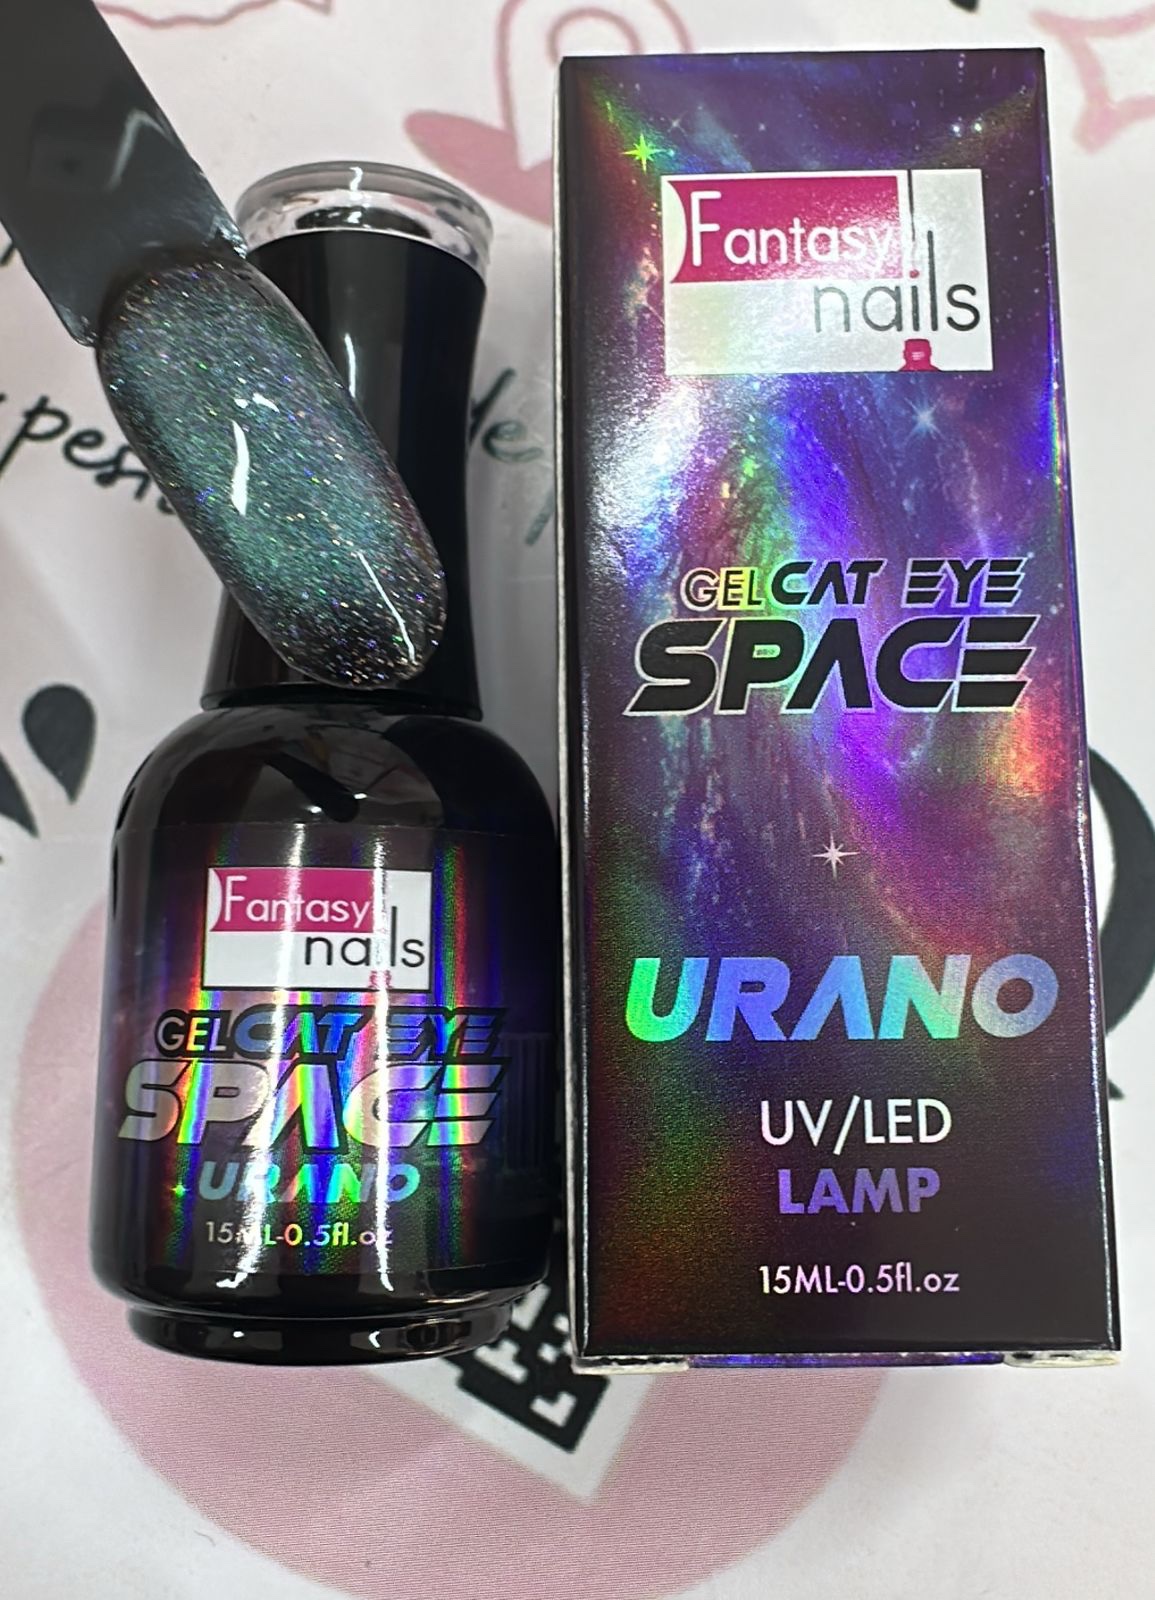 Fantasy
nails
GEL CAT EYE
SPACE
URANO
15ML-0.5fl.oz
Fantasy
nails
GEL CAT EYE
SPACE
URANO
UV/LED
LAMP
15ML-0.5fl.oz